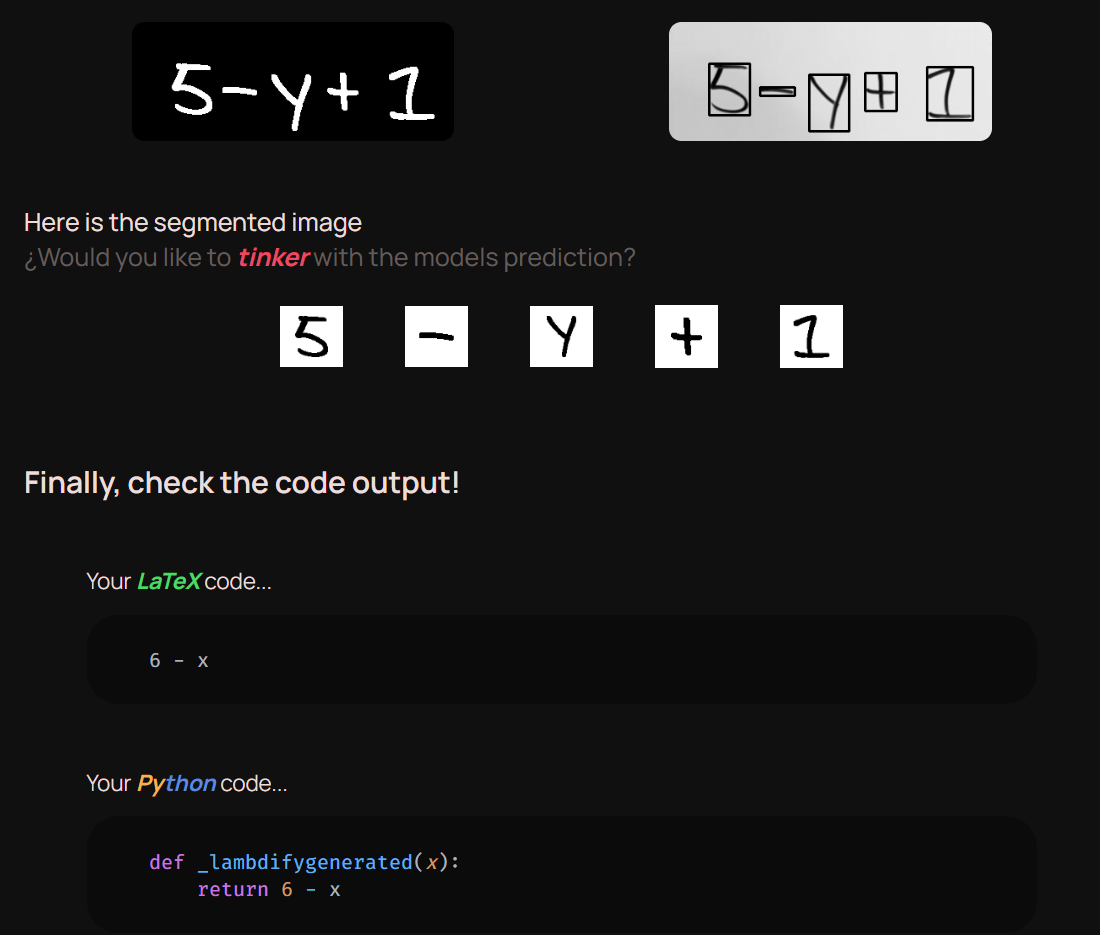 5-y+1 5-y+1
Here is the segmented image
¿Would you like to tinker with the models prediction?
5 - y + 1
Finally, check the code output!
Your LaTeX code...
6 - x
Your Python code...
def _lambdifygenerated(x):
    return 6 - x